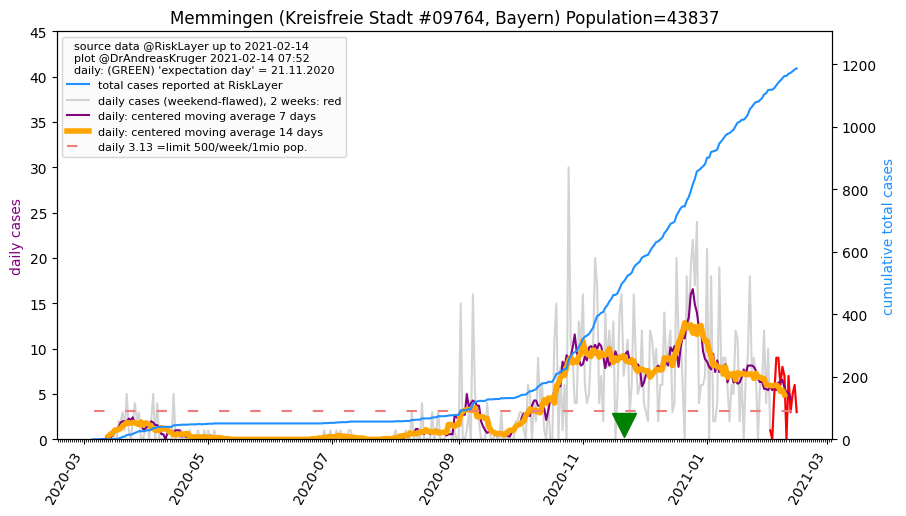 Memmingen (Kreisfreie Stadt #09764, Bayern) Population=43837
source data @RiskLayer up to 2021-02-14
plot @DrAndreasKruger 2021-02-14 07:52
daily: (GREEN) 'expectation day' = 21.11.2020
total cases reported at RiskLayer
daily cases (weekend-flawed), 2 weeks: red
daily: centered moving average 7 days
daily: centered moving average 14 days
daily 3.13 =limit 500/week/1mio pop.
daily cases
45
40
35
30
25
20
15
10
5
0
cumulative total cases
1200
1000
800
600
400
200
0
2020-03
2020-05
2020-07
2020-09
2020-11
2021-01
2021-03